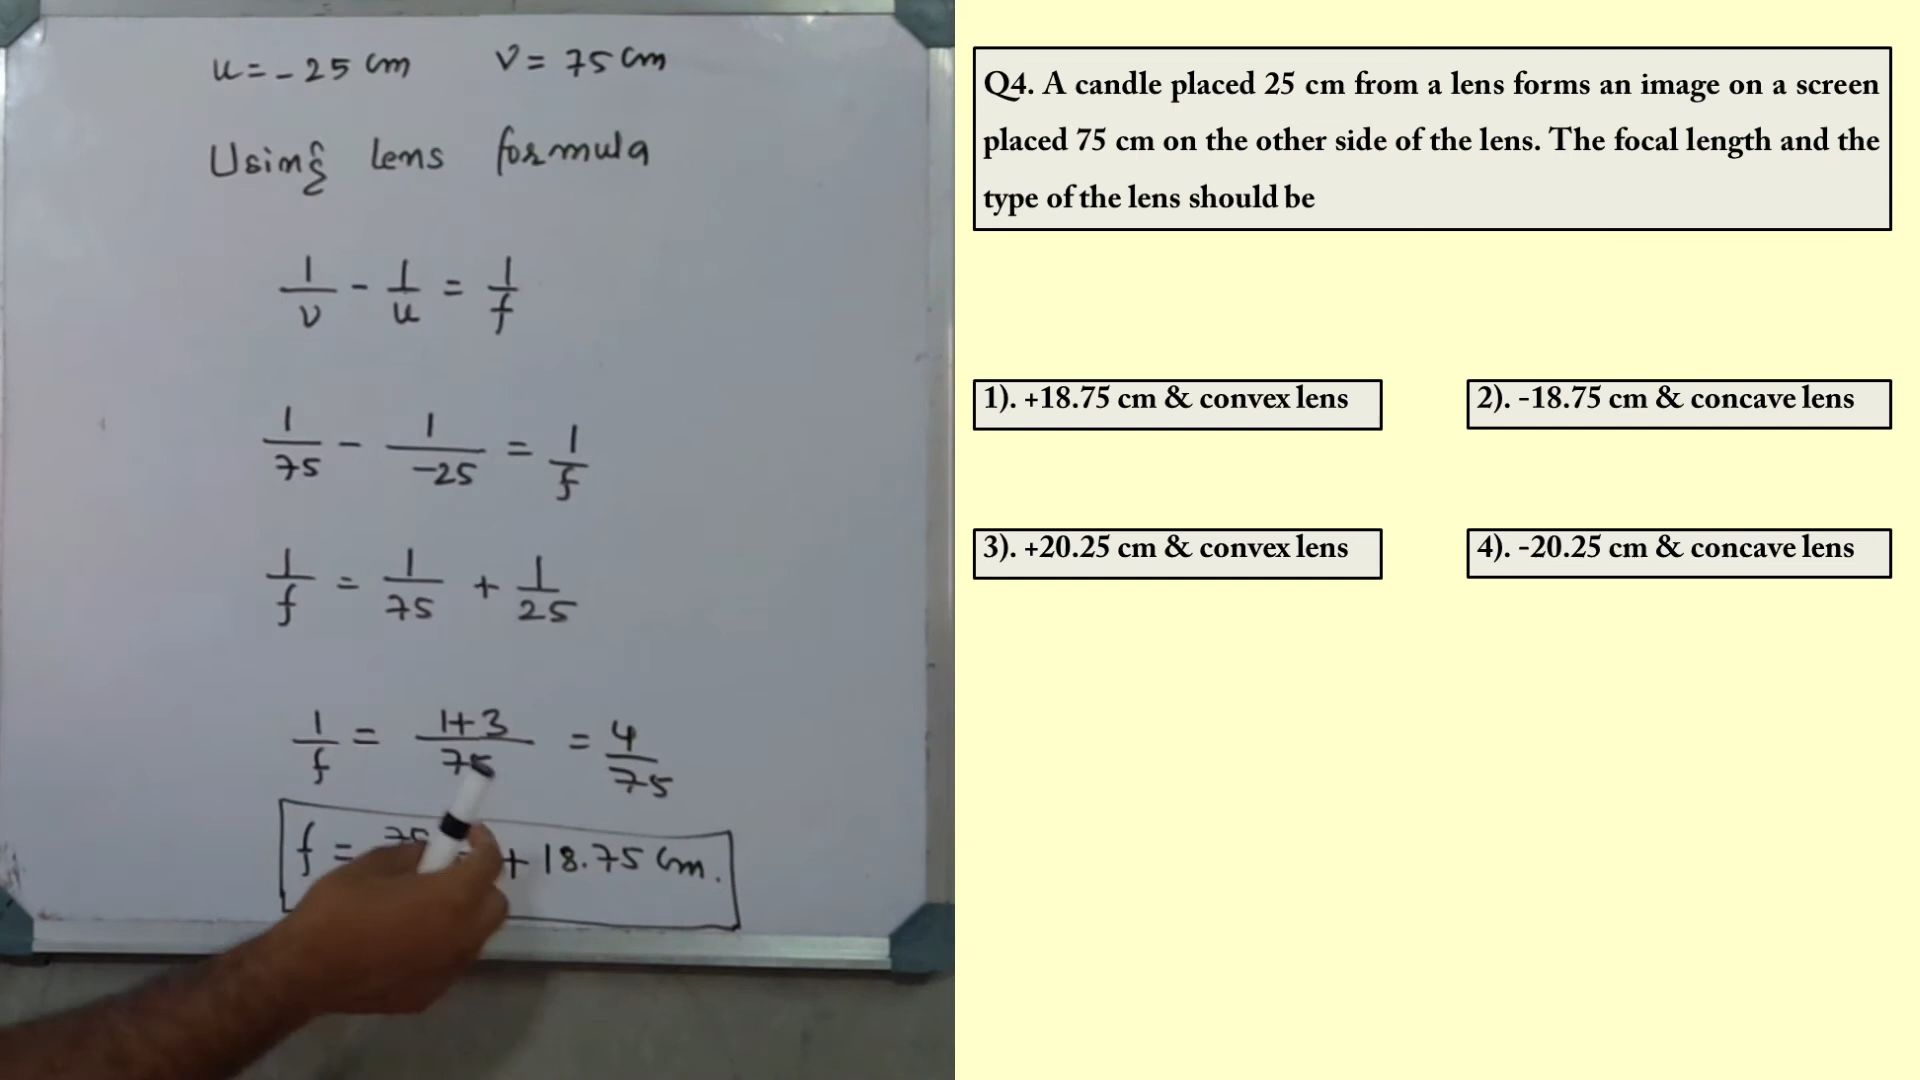 u = - 25 cm v = 75 cm
Using lens formula
1/v - 1/u = 1/f
1/75 - 1/-25 = 1/f
1/f = 1/75 + 1/25
1/f = 1+3/75 = 4/75
f = + 18.75 cm.
Q4. A candle placed 25 cm from a lens forms an image on a screen
placed 75 cm on the other side of the lens. The focal length and the
type of the lens should be
1). +18.75 cm & convex lens
2). -18.75 cm & concave lens
3). +20.25 cm & convex lens
4). -20.25 cm & concave lens